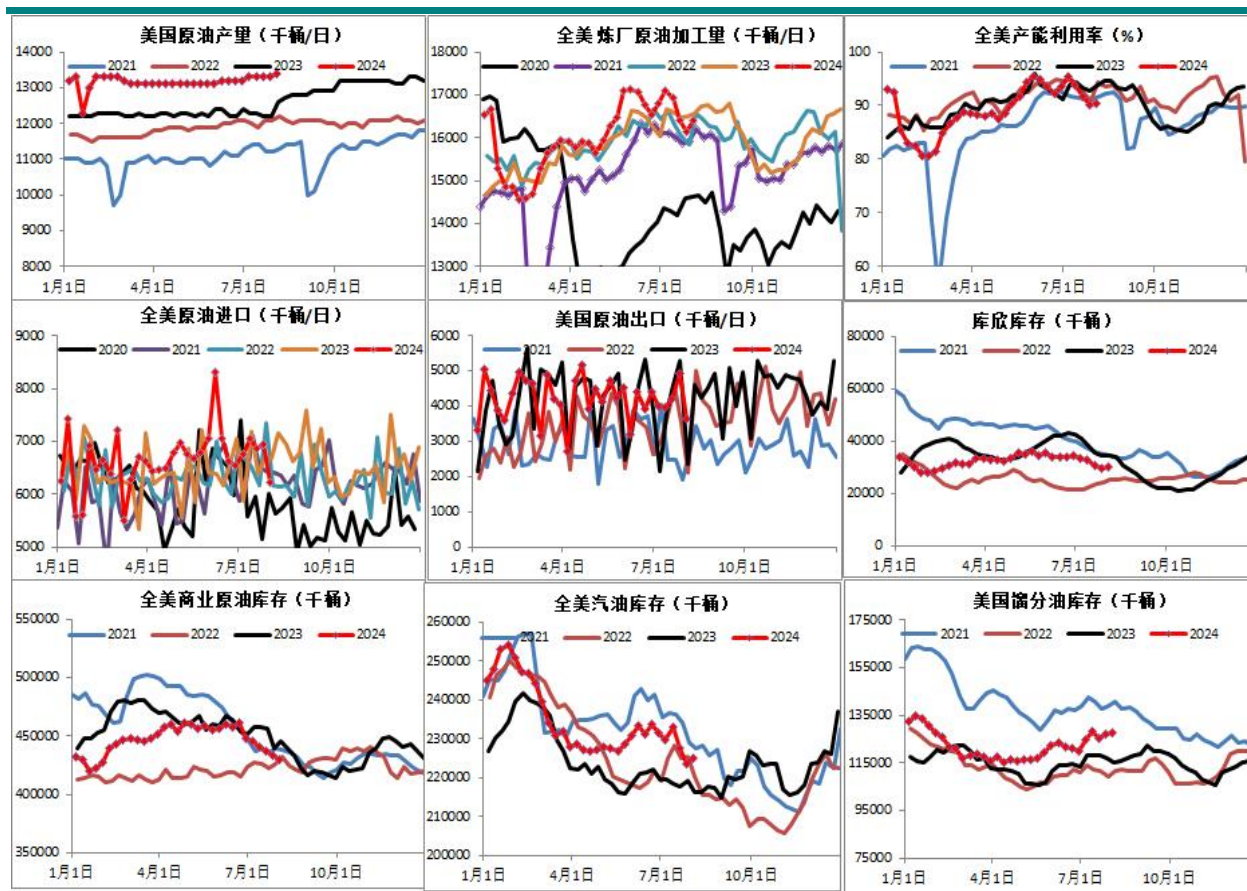 美国原油产量（千桶/日）
2021 2022 2023 2024
14000
13000
12000
11000
10000
9000
8000
1月1日 4月1日 7月1日 10月1日
全美炼厂原油加工量（千桶/日）
2020 2021 2022 2023 2024
18000
17000
16000
15000
14000
13000
1月1日 4月1日 7月1日 10月1日
全美产能利用率（%）
2021 2022 2023 2024
100
90
80
70
60
1月1日 4月1日 7月1日 10月1日
全美原油进口（千桶/日）
2020 2021 2022 2023 2024
9000
8000
7000
6000
5000
1月1日 4月1日 7月1日 10月1日
美国原油出口（千桶/日）
2021 2022 2023 2024
6000
5000
4000
3000
2000
1000
0
1月1日 4月1日 7月1日 10月1日
库欣库存（千桶）
2021 2022 2023 2024
80000
60000
40000
20000
0
1月1日 4月1日 7月1日 10月1日
全美商业原油库存（千桶）
2021 2022 2023 2024
550000
500000
450000
400000
350000
1月1日 4月1日 7月1日 10月1日
全美汽油库存（千桶）
2021 2022 2023 2024
260000
250000
240000
230000
220000
210000
200000
1月1日 4月1日 7月1日 10月1日
美国馏分油库存（千桶）
2021 2022 2023 2024
175000
155000
135000
115000
95000
75000
1月1日 4月1日 7月1日 10月1日